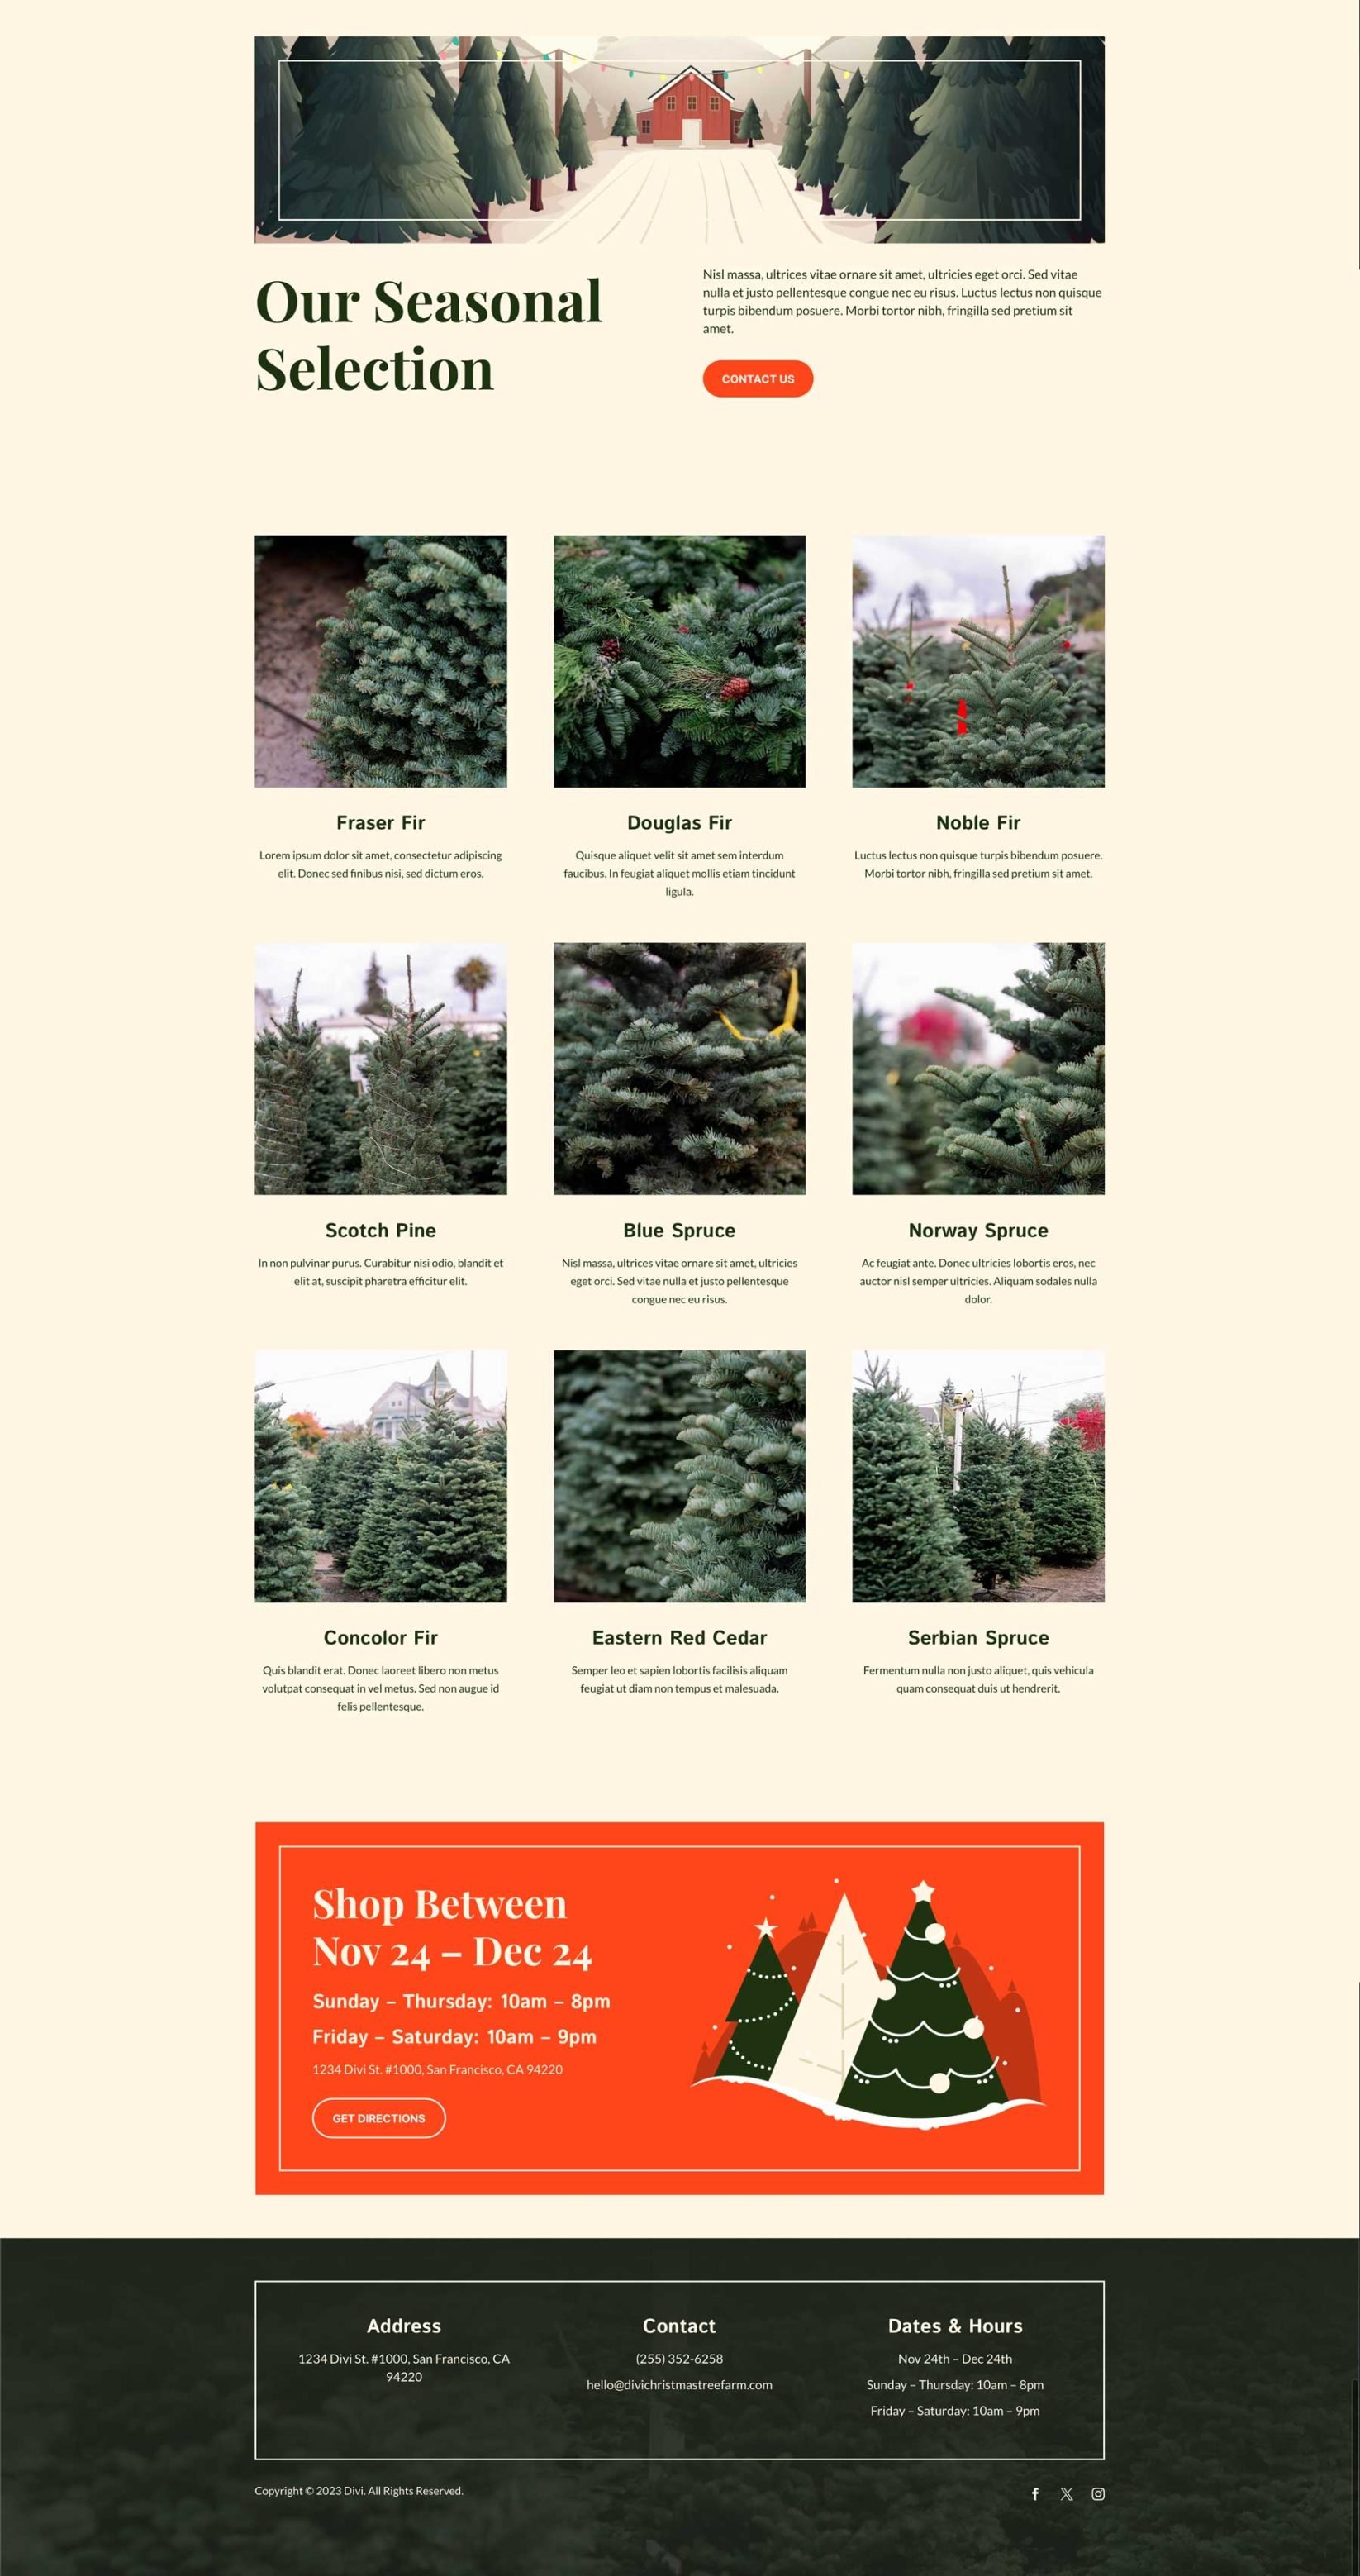 Our Seasonal
Selection
Nisl massa, ultrices vitae ornare sit amet, ultricies eget orci. Sed vitae
nulla et justo pellentesque congue nec eu risus. Luctus lectus non quisque
turpis bibendum posuere. Morbi tortor nibh, fringilla sed pretium sit
amet.
CONTACT US
Fraser Fir
Lorem ipsum dolor sit amet, consectetur adipiscing
elit. Donec sed finibus nisi, sed dictum eros.
Douglas Fir
Quisque aliquet velit sit amet sem interdum
faucibus. In feugiat aliquet mollis etiam tincidunt
ligula.
Noble Fir
Luctus lectus non quisque turpis bibendum posuere.
Morbi tortor nibh, fringilla sed pretium sit amet.
Scotch Pine
In non pulvinar purus. Curabitur nisi odio, blandit et
elit at, suscipit pharetra efficitur elit.
Blue Spruce
Nisl massa, ultrices vitae ornare sit amet, ultricies
eget orci. Sed vitae nulla et justo pellentesque
congue nec eu risus.
Norway Spruce
Ac feugiat ante. Donec ultricies lobortis eros, nec
auctor nisl semper ultricies. Aliquam sodales nulla
dolor.
Concolor Fir
Quis blandit erat. Donec laoreet libero non metus
volutpat consequat in vel metus. Sed non augue id
felis pellentesque.
Eastern Red Cedar
Semper leo et sapien lobortis facilisis aliquam
feugiat ut diam non tempus et malesuada.
Serbian Spruce
Fermentum nulla non justo aliquet, quis vehicula
quam consequat duis ut hendrerit.
Shop Between
Nov 24 – Dec 24
Sunday – Thursday: 10am – 8pm
Friday – Saturday: 10am – 9pm
1234 Divi St. #1000, San Francisco, CA 94220
GET DIRECTIONS
Address
1234 Divi St. #1000, San Francisco, CA
94220
Contact
(255) 352-6258
hello@divichristmastreefarm.com
Dates & Hours
Nov 24th – Dec 24th
Sunday – Thursday: 10am – 8pm
Friday – Saturday: 10am – 9pm
Copyright © 2023 Divi. All Rights Reserved.